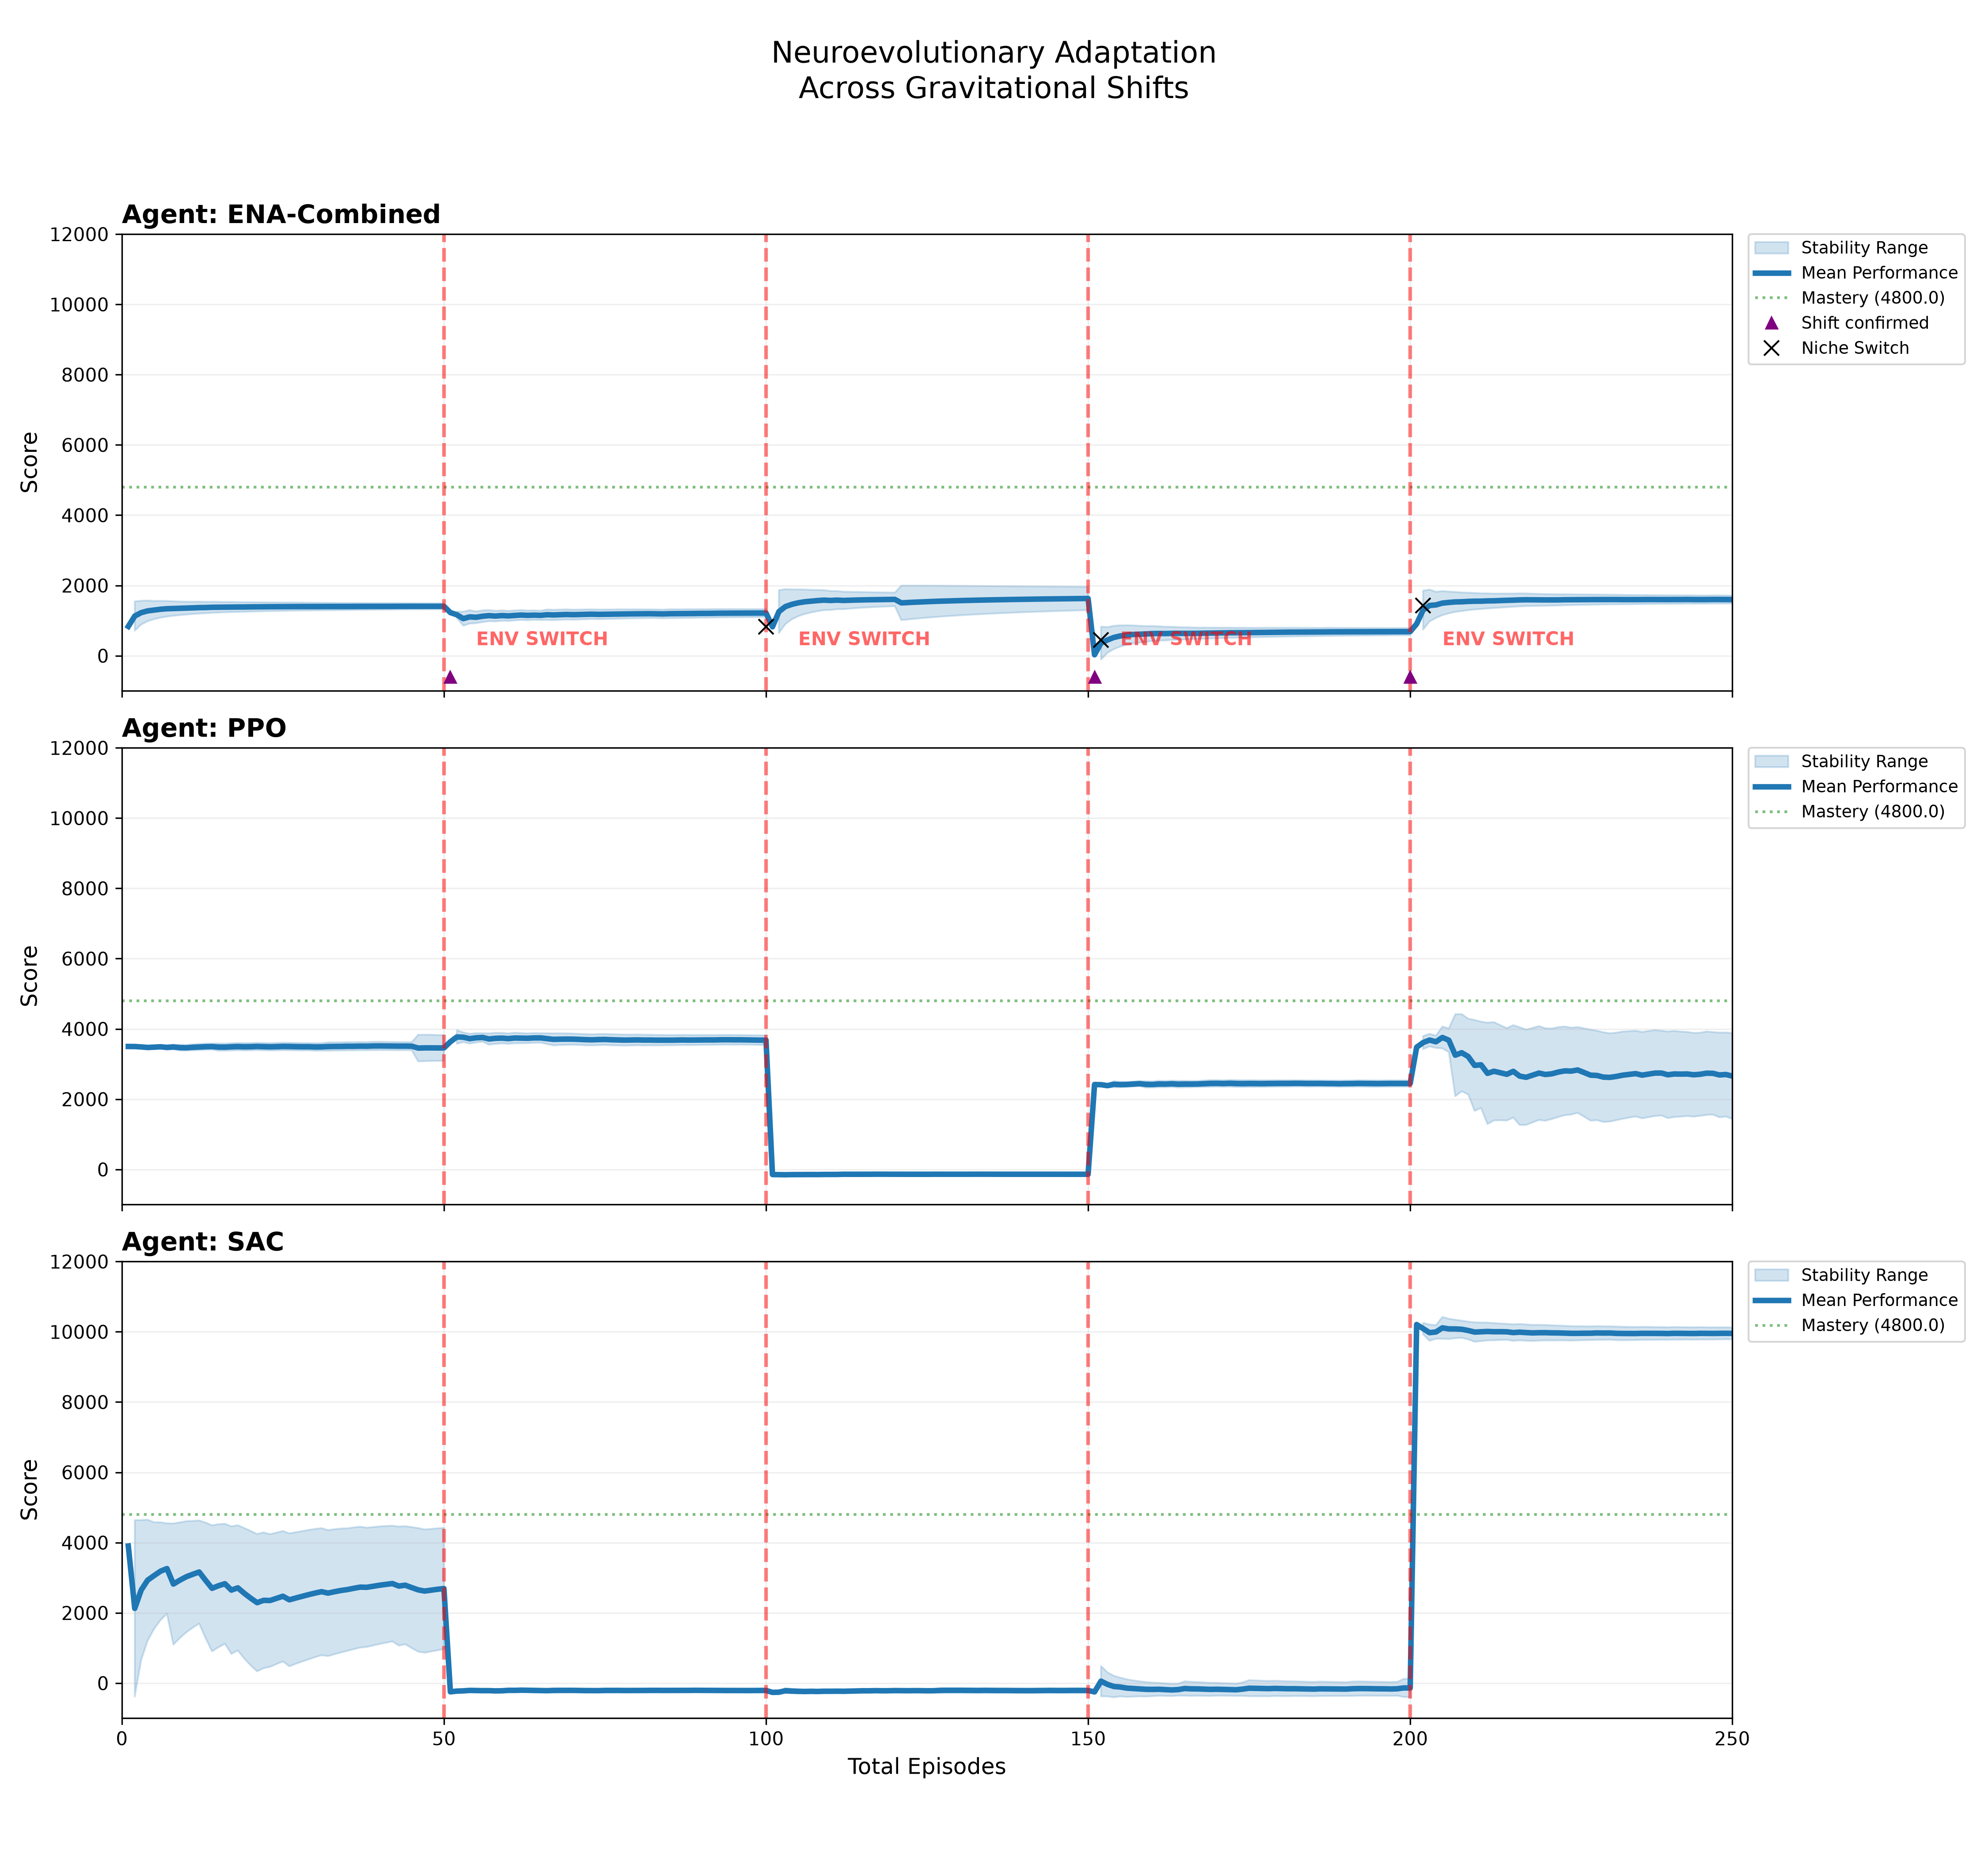 Neuroevolutionary Adaptation
Across Gravitational Shifts
Agent: ENA-Combined
12000
10000
8000
6000
4000
2000
0
Score
ENV SWITCH
ENV SWITCH
ENV SWITCH
ENV SWITCH
Stability Range
Mean Performance
Mastery (4800.0)
Shift confirmed
Niche Switch
Agent: PPO
12000
10000
8000
6000
4000
2000
0
Score
Stability Range
Mean Performance
Mastery (4800.0)
Agent: SAC
12000
10000
8000
6000
4000
2000
0
Score
Stability Range
Mean Performance
Mastery (4800.0)
0 50 100 150 200 250
Total Episodes